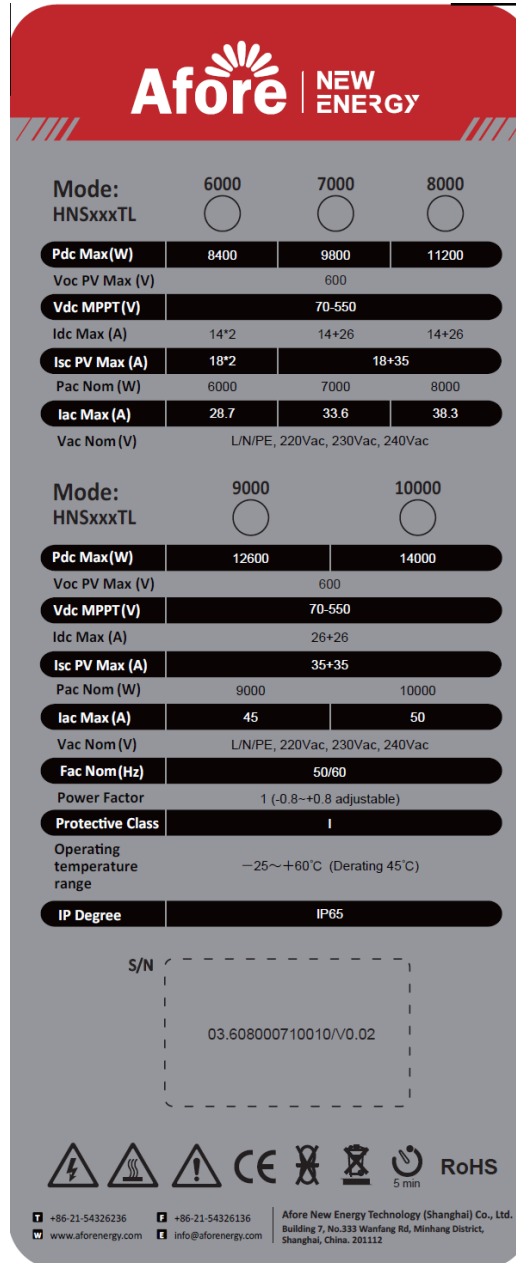 Afore NEW ENERGY
Mode: 6000 7000 8000
HNSxxxTL
Pdc Max(W) 8400 9800 11200
Voc PV Max (V) 600
Vdc MPPT(V) 70-550
Idc Max (A) 14*2 14+26 14+26
Isc PV Max (A) 18*2 18+35
Pac Nom (W) 6000 7000 8000
Iac Max (A) 28.7 33.6 38.3
Vac Nom (V) L/N/PE, 220Vac, 230Vac, 240Vac
Mode: 9000 10000
HNSxxxTL
Pdc Max(W) 12600 14000
Voc PV Max (V) 600
Vdc MPPT(V) 70-550
Idc Max (A) 26+26
Isc PV Max (A) 35+35
Pac Nom (W) 9000 10000
Iac Max (A) 45 50
Vac Nom (V) L/N/PE, 220Vac, 230Vac, 240Vac
Fac Nom(Hz) 50/60
Power Factor 1 (-0.8~+0.8 adjustable)
Protective Class I
Operating
temperature －25～＋60℃ (Derating 45℃)
range
IP Degree IP65
S/N
03.608000710010/V0.02
CE 5 min RoHS
T +86-21-54326236 F +86-21-54326136
W www.aforenergy.com E info@aforenergy.com
Afore New Energy Technology (Shanghai) Co., Ltd.
Building 7, No.333 Wanfang Rd, Minhang District,
Shanghai, China. 201112